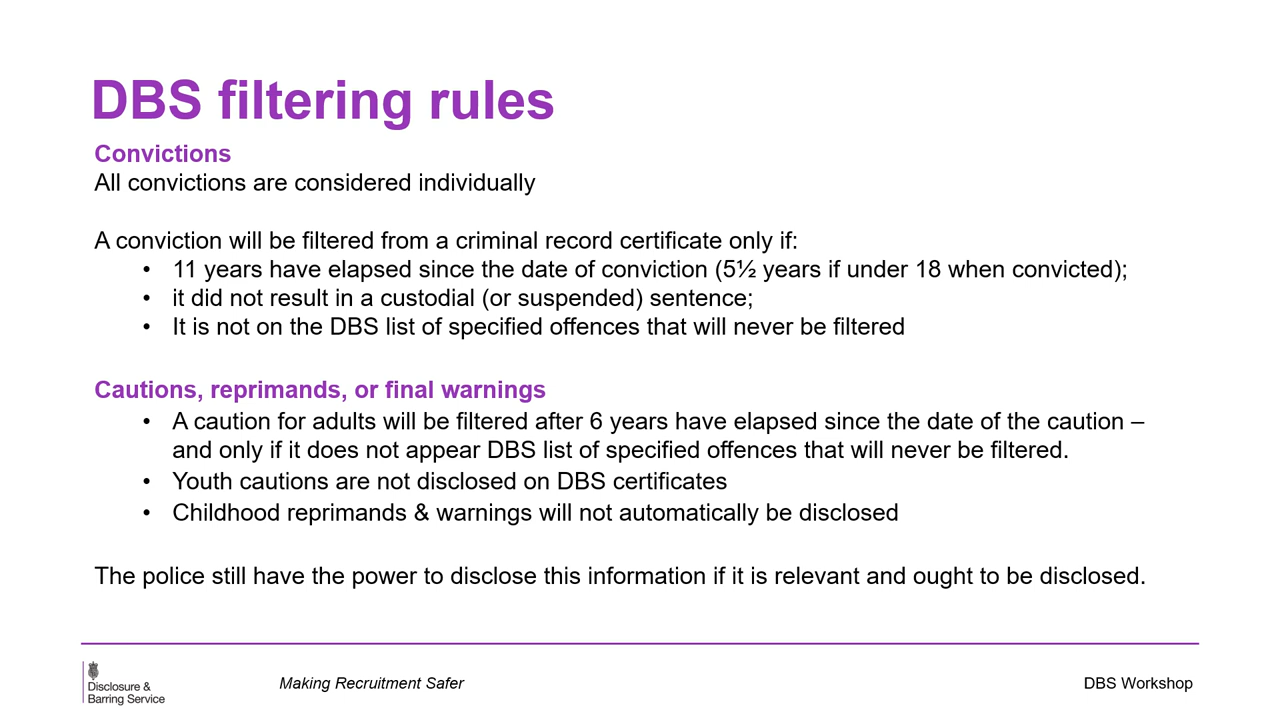 DBS filtering rules
Convictions
All convictions are considered individually
A conviction will be filtered from a criminal record certificate only if:
• 11 years have elapsed since the date of conviction (5½ years if under 18 when convicted);
• it did not result in a custodial (or suspended) sentence;
• It is not on the DBS list of specified offences that will never be filtered
Cautions, reprimands, or final warnings
• A caution for adults will be filtered after 6 years have elapsed since the date of the caution –
and only if it does not appear DBS list of specified offences that will never be filtered.
• Youth cautions are not disclosed on DBS certificates
• Childhood reprimands & warnings will not automatically be disclosed
The police still have the power to disclose this information if it is relevant and ought to be disclosed.
Disclosure &
Barring Service
Making Recruitment Safer
DBS Workshop